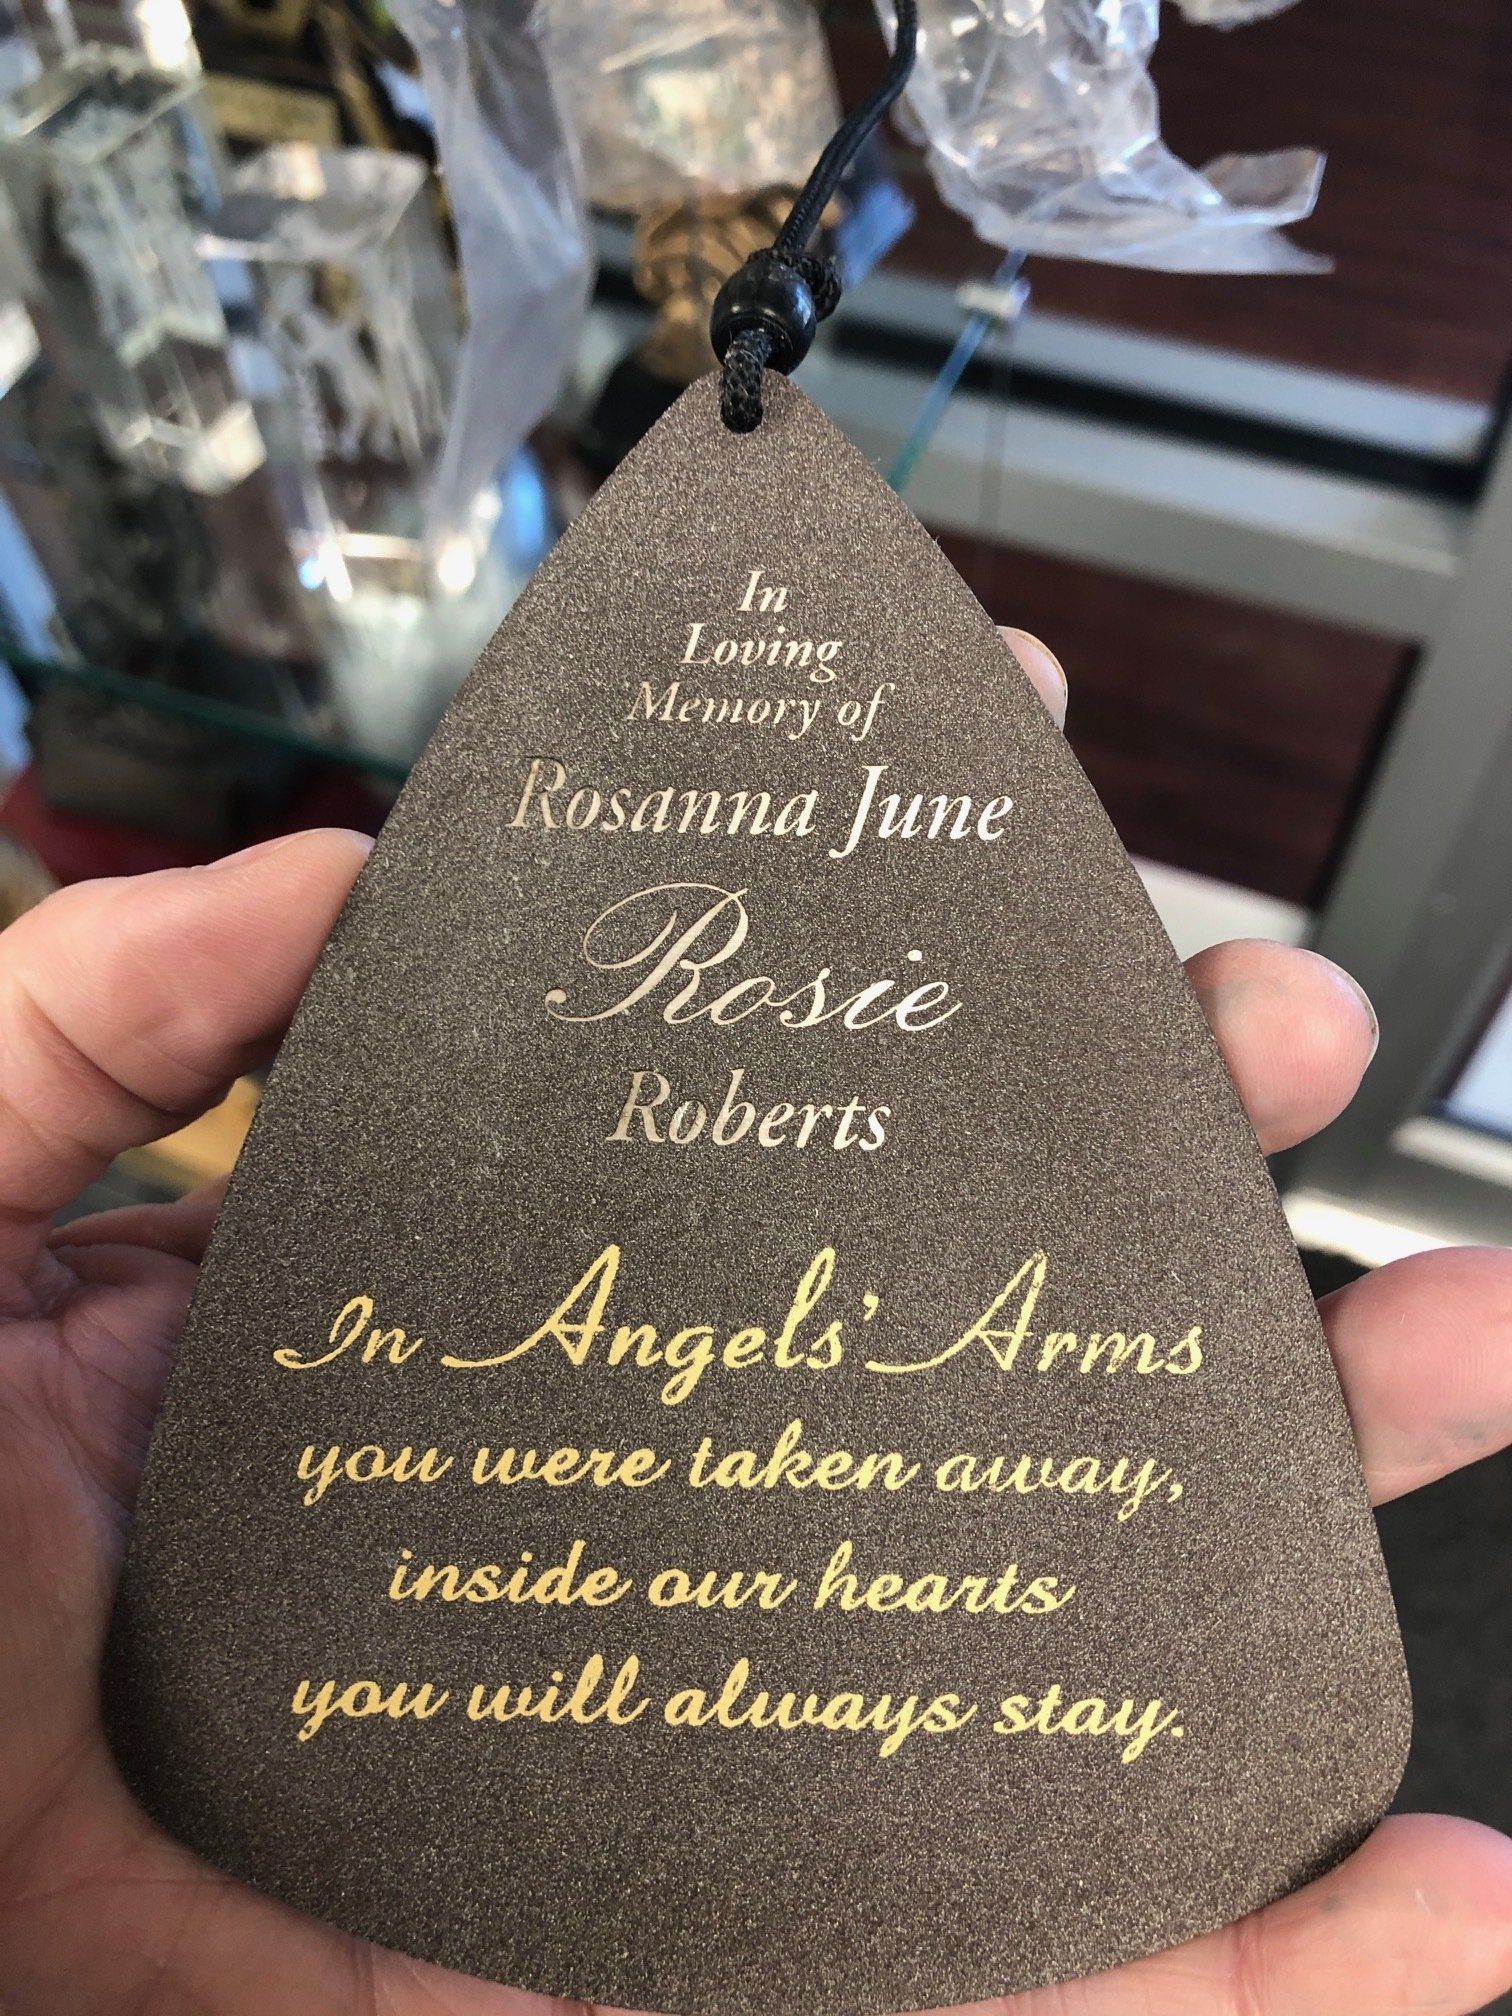 In
Loving
Memory of
Rosanna June
Rosie
Roberts
In Angels' Arms
you were taken away,
inside our hearts
you will always stay.